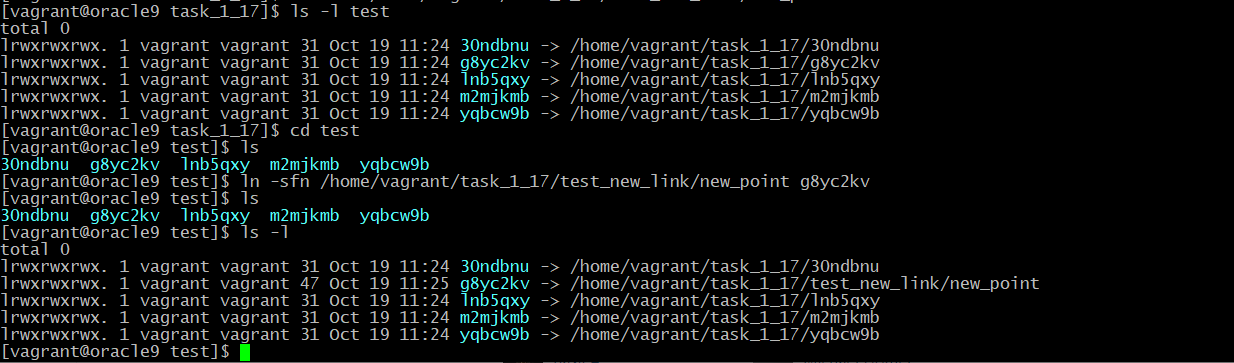 [vagrant@oracle9 task_1_17]$ ls -l test
total 0
lrwxrwxrwx. 1 vagrant vagrant 31 Oct 19 11:24 30ndbnu -> /home/vagrant/task_1_17/30ndbnu
lrwxrwxrwx. 1 vagrant vagrant 31 Oct 19 11:24 g8yc2kv -> /home/vagrant/task_1_17/g8yc2kv
lrwxrwxrwx. 1 vagrant vagrant 31 Oct 19 11:24 lnb5qxy -> /home/vagrant/task_1_17/lnb5qxy
lrwxrwxrwx. 1 vagrant vagrant 31 Oct 19 11:24 m2mjkmb -> /home/vagrant/task_1_17/m2mjkmb
lrwxrwxrwx. 1 vagrant vagrant 31 Oct 19 11:24 yqbcw9b -> /home/vagrant/task_1_17/yqbcw9b
[vagrant@oracle9 task_1_17]$ cd test
[vagrant@oracle9 test]$ ls
30ndbnu  g8yc2kv  lnb5qxy  m2mjkmb  yqbcw9b
[vagrant@oracle9 test]$ ln -sfn /home/vagrant/task_1_17/test_new_link/new_point g8yc2kv
[vagrant@oracle9 test]$ ls
30ndbnu  g8yc2kv  lnb5qxy  m2mjkmb  yqbcw9b
[vagrant@oracle9 test]$ ls -l
total 0
lrwxrwxrwx. 1 vagrant vagrant 31 Oct 19 11:24 30ndbnu -> /home/vagrant/task_1_17/30ndbnu
lrwxrwxrwx. 1 vagrant vagrant 47 Oct 19 11:25 g8yc2kv -> /home/vagrant/task_1_17/test_new_link/new_point
lrwxrwxrwx. 1 vagrant vagrant 31 Oct 19 11:24 lnb5qxy -> /home/vagrant/task_1_17/lnb5qxy
lrwxrwxrwx. 1 vagrant vagrant 31 Oct 19 11:24 m2mjkmb -> /home/vagrant/task_1_17/m2mjkmb
lrwxrwxrwx. 1 vagrant vagrant 31 Oct 19 11:24 yqbcw9b -> /home/vagrant/task_1_17/yqbcw9b
[vagrant@oracle9 test]$